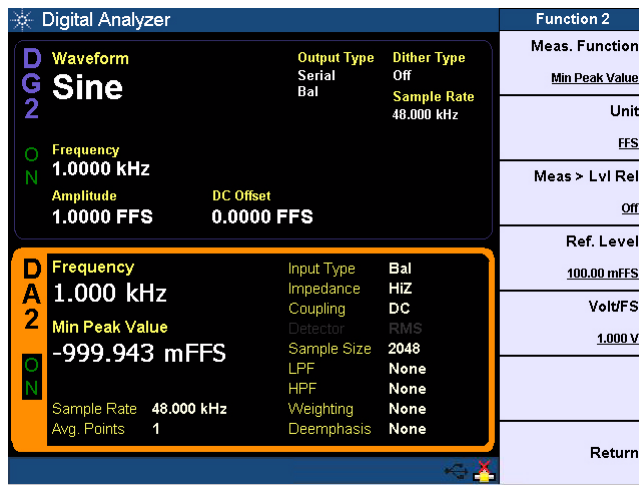 Digital Analyzer
Function 2
DG2
ON
Waveform
Sine
Output Type
Serial
Bal
Dither Type
Off
Sample Rate
48.000 kHz
Frequency
1.0000 kHz
Amplitude
1.0000 FFS
DC Offset
0.0000 FFS
DA2
ON
Frequency
1.000 kHz
Min Peak Value
-999.943 mFFS
Sample Rate 48.000 kHz
Avg. Points 1
Input Type Bal
Impedance HiZ
Coupling DC
Detector RMS
Sample Size 2048
LPF None
HPF None
Weighting None
Deemphasis None
Meas. Function
Min Peak Value
Unit
FFS
Meas > Lvl Rel
Off
Ref. Level
100.00 mFFS
Volt/FS
1.000 V
Return